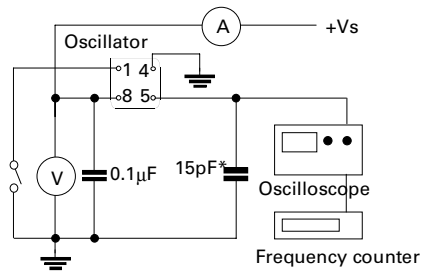 A
+Vs
Oscillator
1 4
8 5
V
0.1µF
15pF*
Oscilloscope
Frequency counter